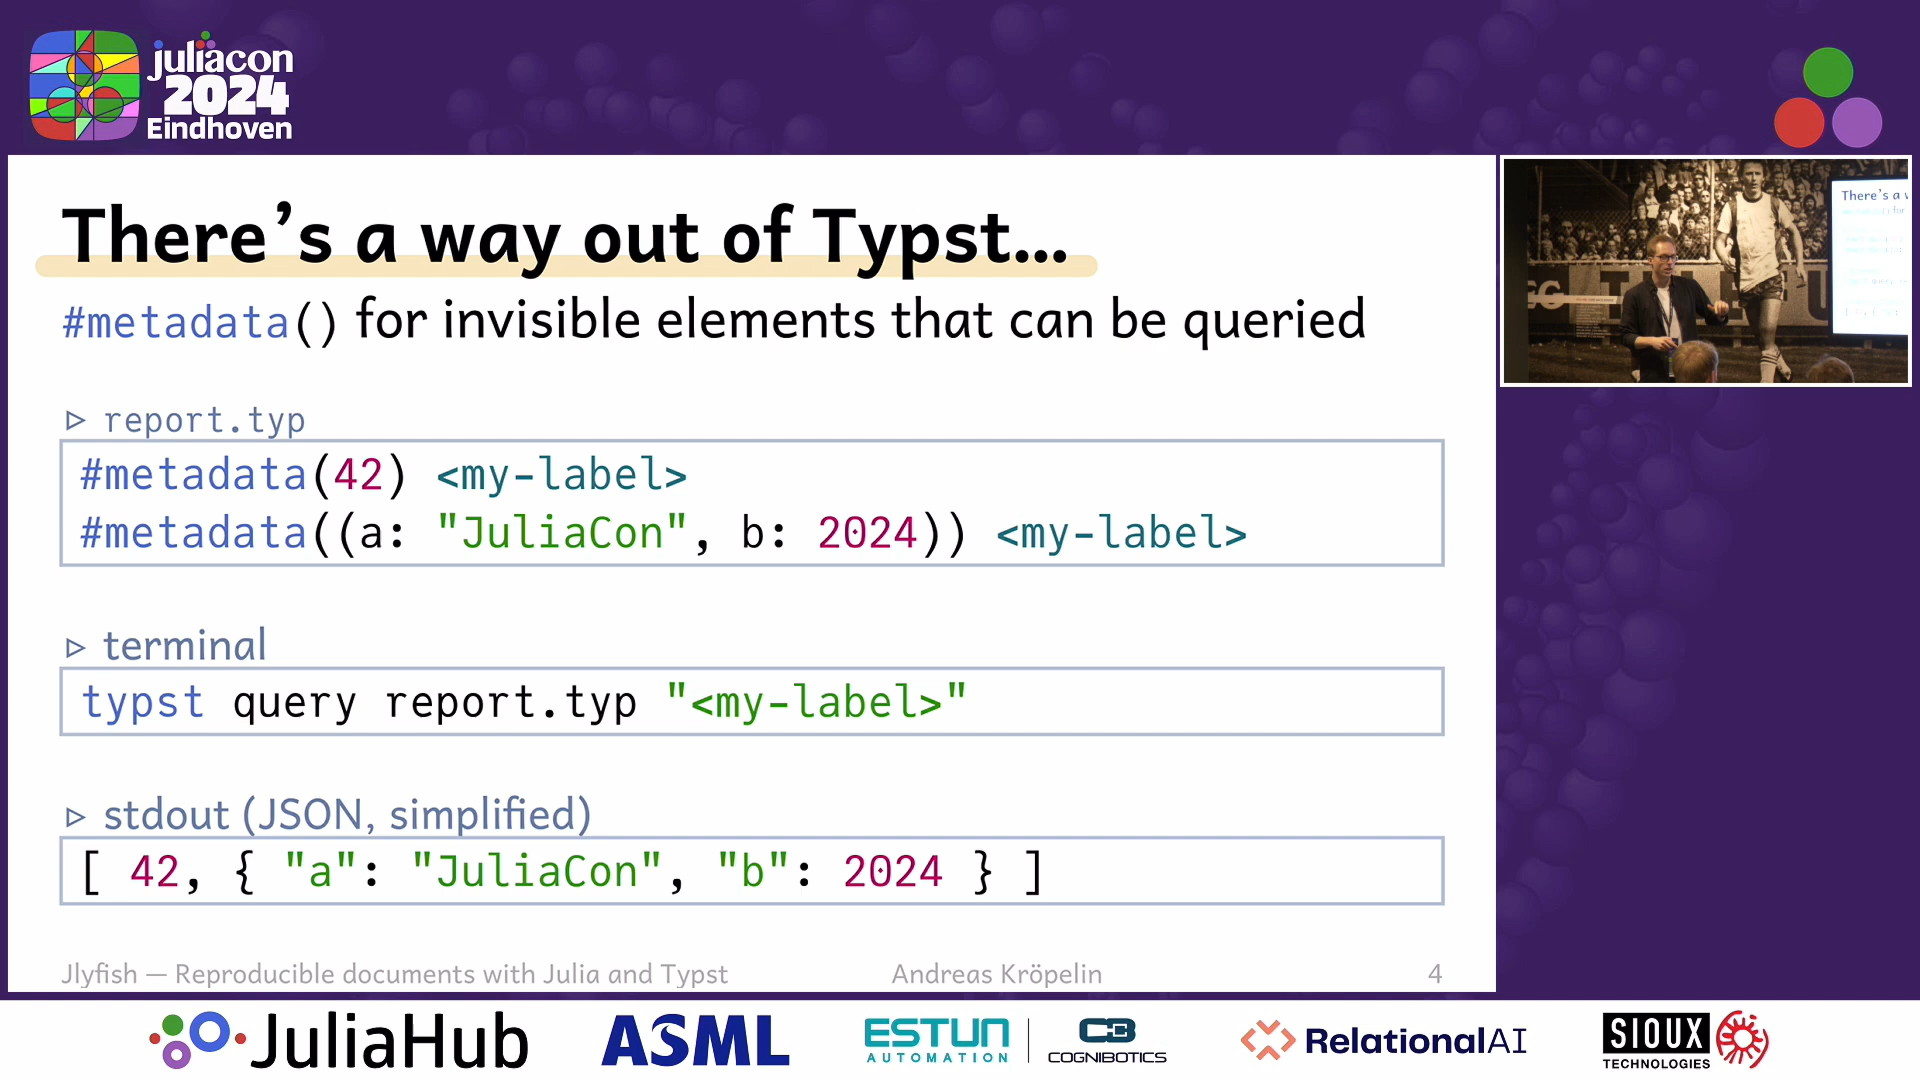 juliacon
2024
Eindhoven
There's a way out of Typst...
#metadata() for invisible elements that can be queried
▷ report.typ
#metadata(42) <my-label>
#metadata((a: "JuliaCon", b: 2024)) <my-label>
▷ terminal
typst query report.typ "<my-label>"
▷ stdout (JSON, simplified)
[ 42, { "a": "JuliaCon", "b": 2024 } ]
Jlyfish — Reproducible documents with Julia and Typst Andreas Kröpelin 4
There's a
JuliaHub
ASML
ESTUN
AUTOMATION
COGNIBOTICS
RelationalAI
SIOUX
TECHNOLOGIES